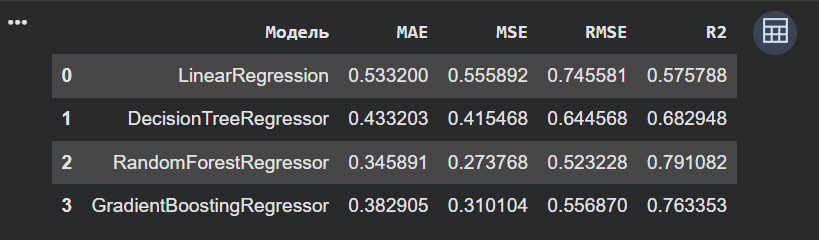 Модель MAE MSE RMSE R2
0 LinearRegression 0.533200 0.555892 0.745581 0.575788
1 DecisionTreeRegressor 0.433203 0.415468 0.644568 0.682948
2 RandomForestRegressor 0.345891 0.273768 0.523228 0.791082
3 GradientBoostingRegressor 0.382905 0.310104 0.556870 0.763353